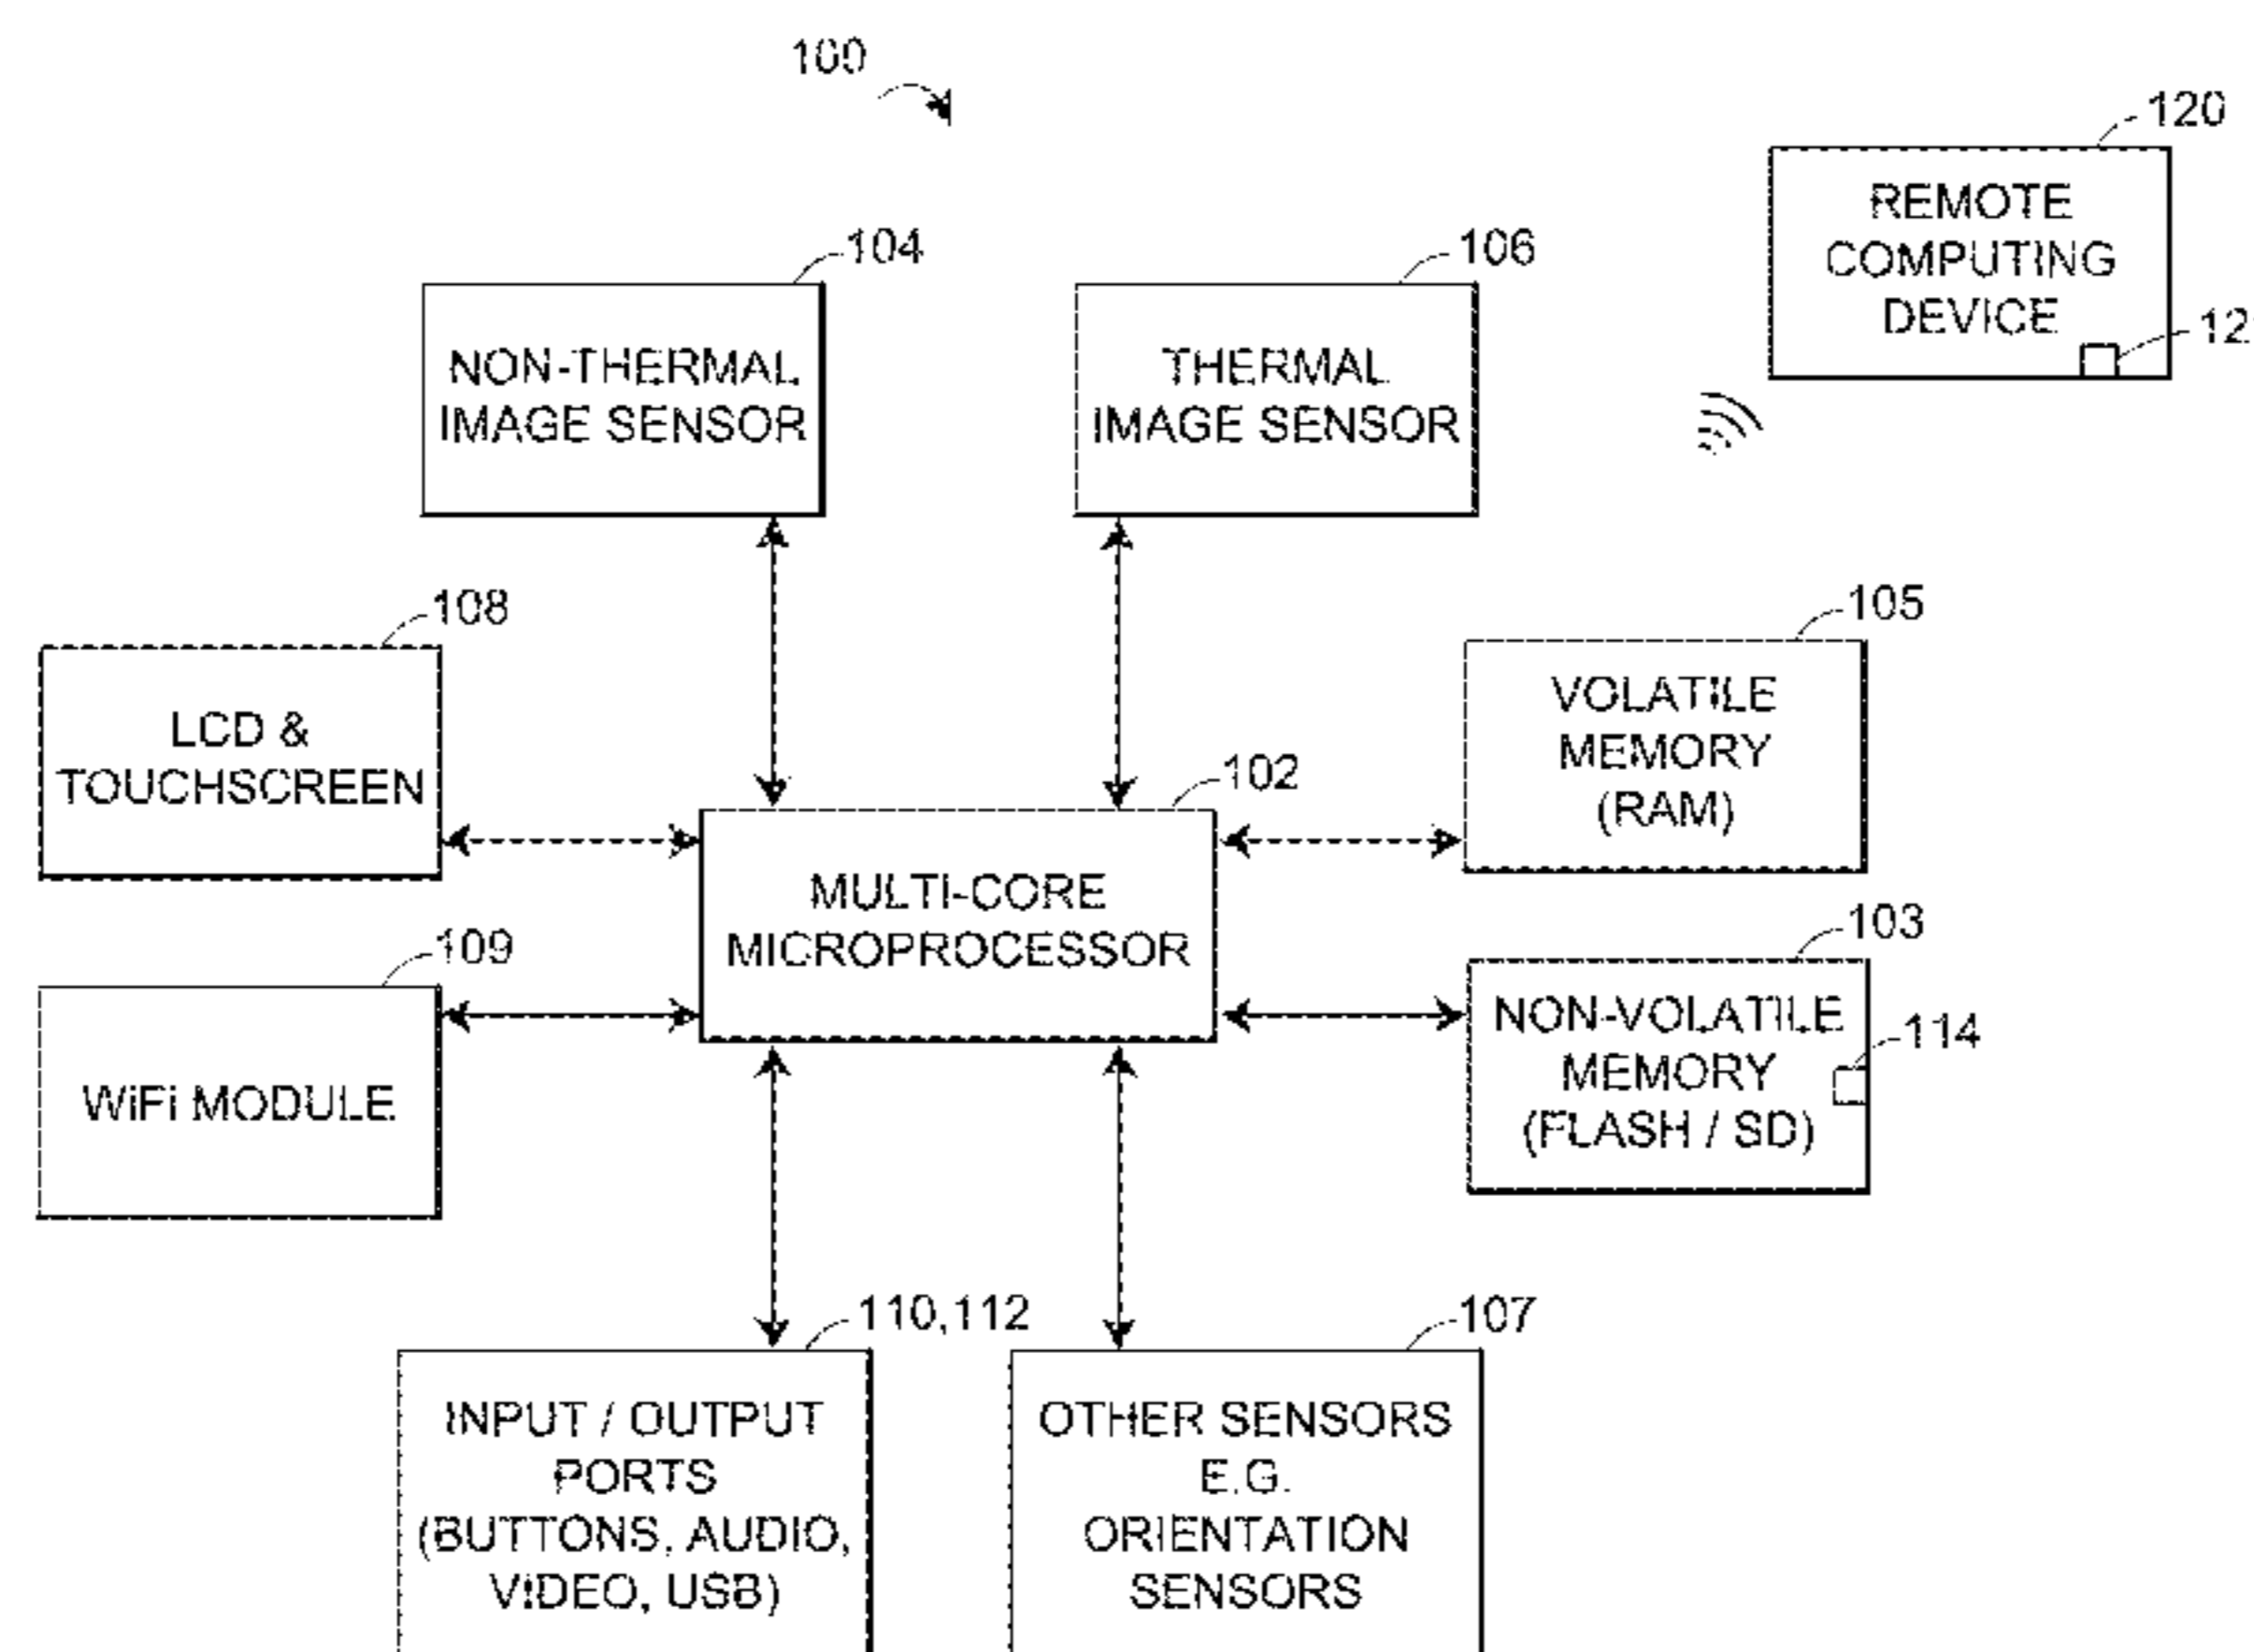 100
120
REMOTE
COMPUTING
DEVICE
12
104
NON-THERMAL
IMAGE SENSOR
106
THERMAL
IMAGE SENSOR
108
LCD &
TOUCHSCREEN
105
VOLATILE
MEMORY
(RAM)
102
MULTI-CORE
MICROPROCESSOR
109
WiFi MODULE
103
NON-VOLATILE
MEMORY
(FLASH / SD)
114
110,112
INPUT / OUTPUT
PORTS
(BUTTONS, AUDIO,
VIDEO, USB)
107
OTHER SENSORS
E.G.
ORIENTATION
SENSORS